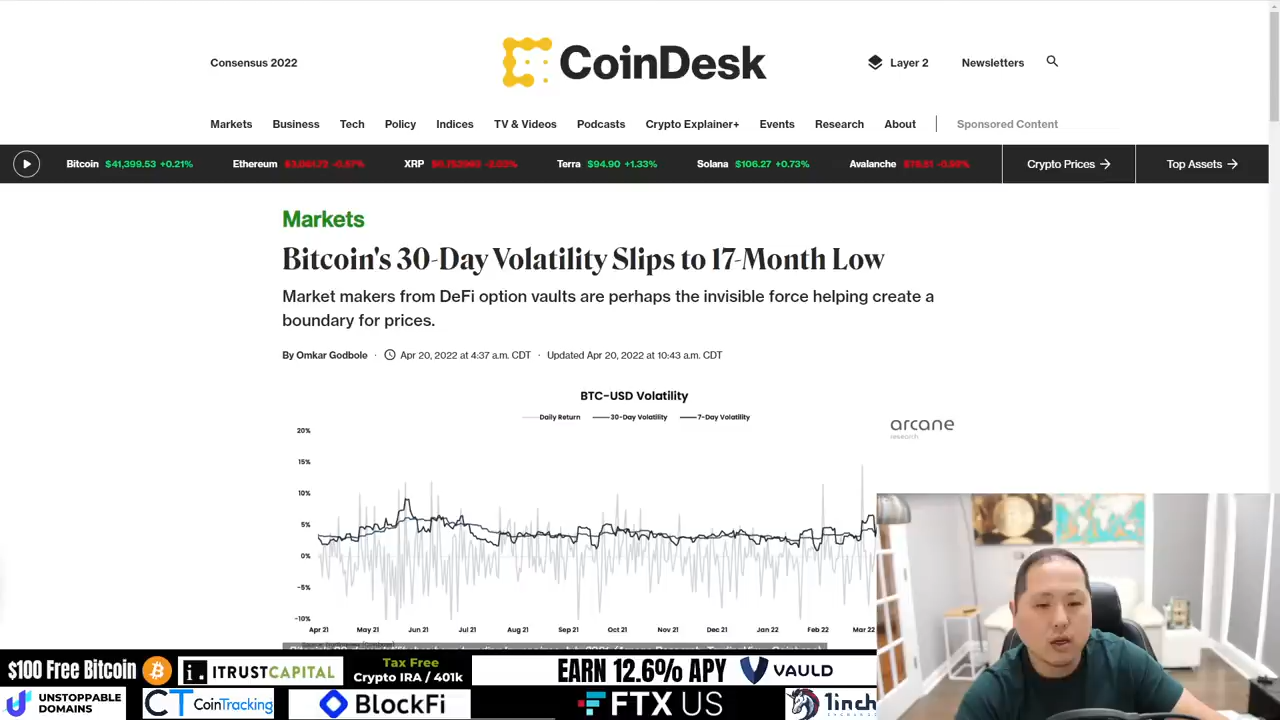 Consensus 2022
CoinDesk
Layer 2
Newsletters
Markets Business Tech Policy Indices TV & Videos Podcasts Crypto Explainer+ Events Research About Sponsored Content
Bitcoin $41,399.53 +0.21% Ethereum XRP Terra $94.90 +1.33% Solana $106.27 +0.73% Avalanche Crypto Prices → Top Assets →
Markets
Bitcoin's 30-Day Volatility Slips to 17-Month Low
Market makers from DeFi option vaults are perhaps the invisible force helping create a
boundary for prices.
By Omkar Godbole · Apr 20, 2022 at 4:37 a.m. CDT · Updated Apr 20, 2022 at 10:43 a.m. CDT
BTC-USD Volatility
Daily Return 30-Day Volatility 7-Day Volatility
arcane
research
20%
15%
10%
5%
0%
-5%
-10%
Apr 21 May 21 Jun 21 Jul 21 Aug 21 Sep 21 Oct 21 Nov 21 Dec 21 Jan 22 Feb 22 Mar 22
$100 Free Bitcoin
ITRUSTCAPITAL
Tax Free
Crypto IRA / 401k
EARN 12.6% APY
VAULD
UNSTOPPABLE
DOMAINS
CT CoinTracking
BlockFi
FTX US
1inch
EXCHANGE